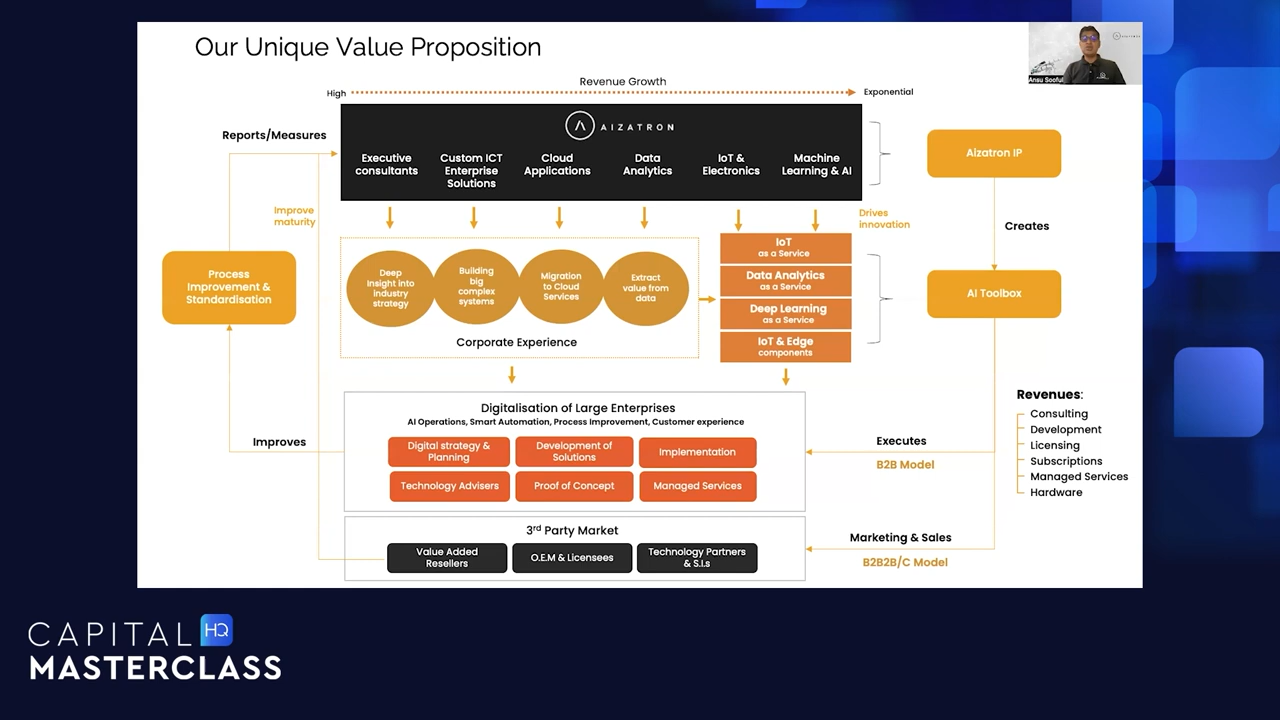 Our Unique Value Proposition
Ansu Sooful
Revenue Growth
High
Exponential
AIZATRON
Executive
consultants
Custom ICT
Enterprise
Solutions
Cloud
Applications
Data
Analytics
IoT &
Electronics
Machine
Learning & AI
Reports/Measures
Improve
maturity
Process
Improvement &
Standardisation
Improves
Deep
Insight into
industry
strategy
Building
big
complex
systems
Migration
to Cloud
Services
Extract
value from
data
Corporate Experience
IoT
as a Service
Data Analytics
as a Service
Deep Learning
as a Service
IoT & Edge
components
Drives
innovation
Aizatron IP
Creates
AI Toolbox
Digitalisation of Large Enterprises
AI Operations, Smart Automation, Process Improvement, Customer experience
Digital strategy &
Planning
Development of
Solutions
Implementation
Technology Advisers
Proof of Concept
Managed Services
Executes
B2B Model
Revenues:
Consulting
Development
Licensing
Subscriptions
Managed Services
Hardware
3rd Party Market
Value Added
Resellers
O.E.M & Licensees
Technology Partners
& S.I.s
Marketing & Sales
B2B2B/C Model
CAPITAL HQ
MASTERCLASS